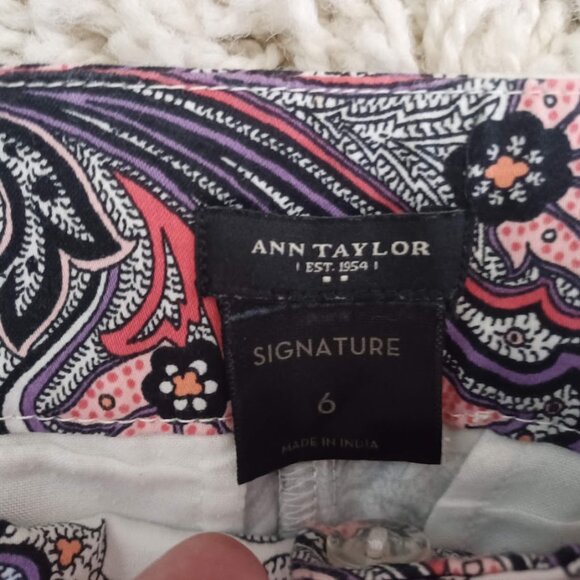 ANN TAYLOR
EST. 1954
SIGNATURE
6
MADE IN INDIA